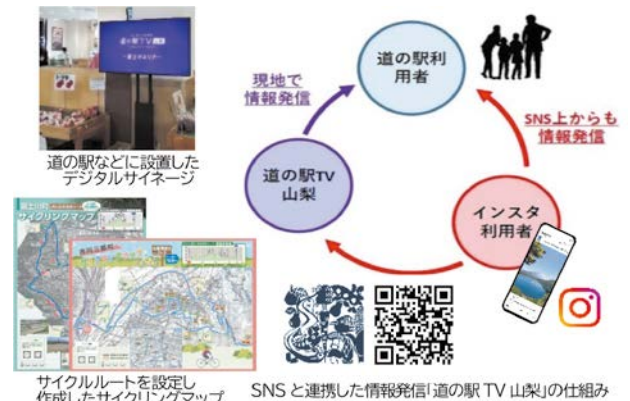 道の駅TV
道の駅などに設置した
デジタルサイネージ
サイクリングマップ
サイクルルートを設定し
作成したサイクリングマップ
道の駅利
用者
現地で
情報発信
SNS上からも
情報発信
道の駅TV
山梨
インスタ
利用者
SNSと連携した情報発信「道の駅TV山梨」の仕組み